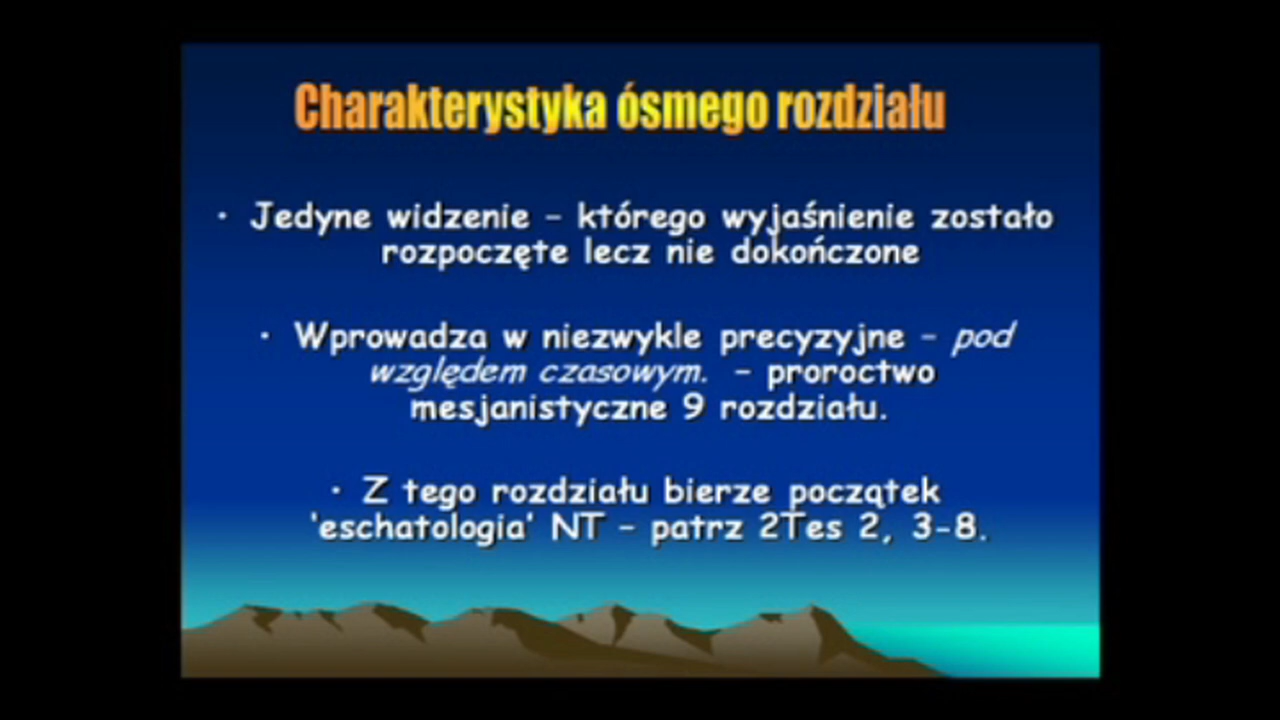 Charakterystyka ósmego rozdziału
• Jedyne widzenie – którego wyjaśnienie zostało
rozpoczęte lecz nie dokończone
• Wprowadza w niezwykle precyzyjne – pod
względem czasowym. – proroctwo
mesjanistyczne 9 rozdziału.
• Z tego rozdziału bierze początek
'eschatologia' NT – patrz 2Tes 2, 3-8.